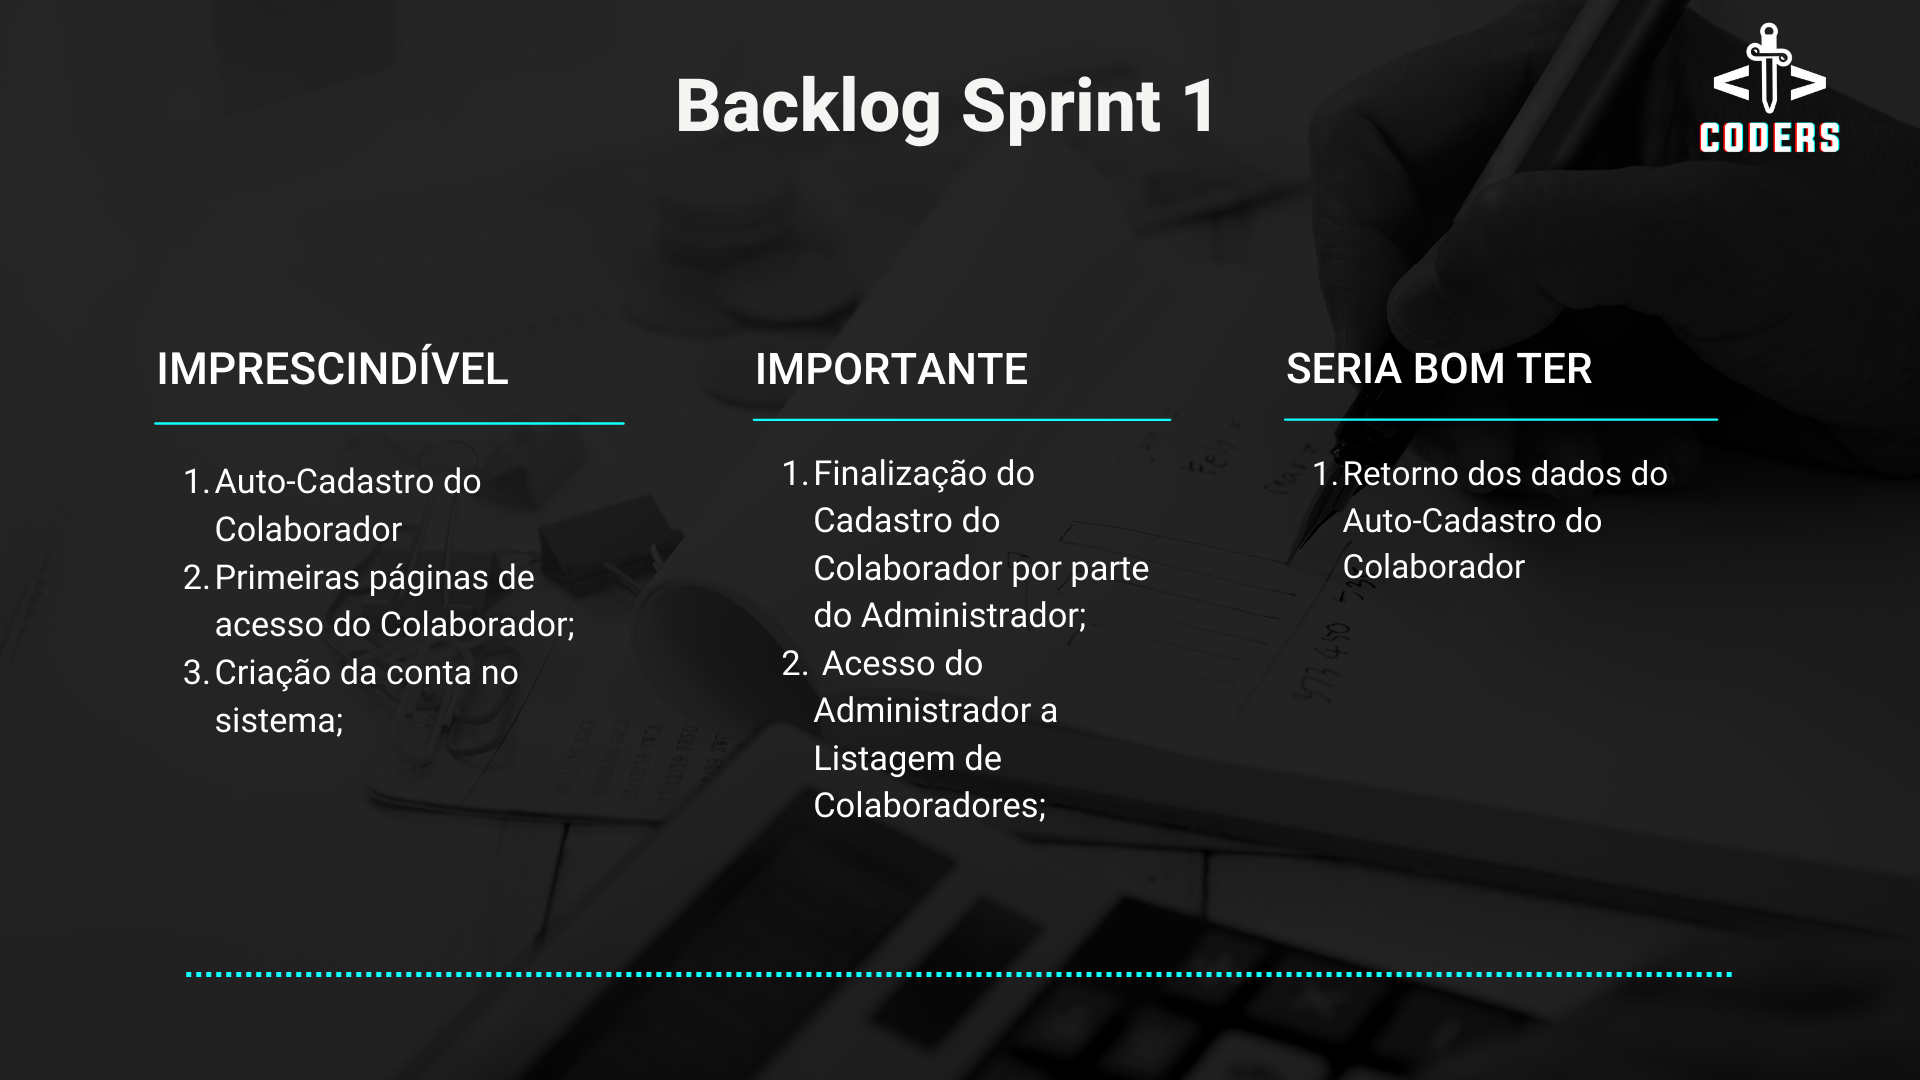 Backlog Sprint 1
CODERS
IMPRESCINDÍVEL
1. Auto-Cadastro do
Colaborador
2. Primeiras páginas de
acesso do Colaborador;
3. Criação da conta no
sistema;
IMPORTANTE
1. Finalização do
Cadastro do
Colaborador por parte
do Administrador;
2. Acesso do
Administrador a
Listagem de
Colaboradores;
SERIA BOM TER
1. Retorno dos dados do
Auto-Cadastro do
Colaborador